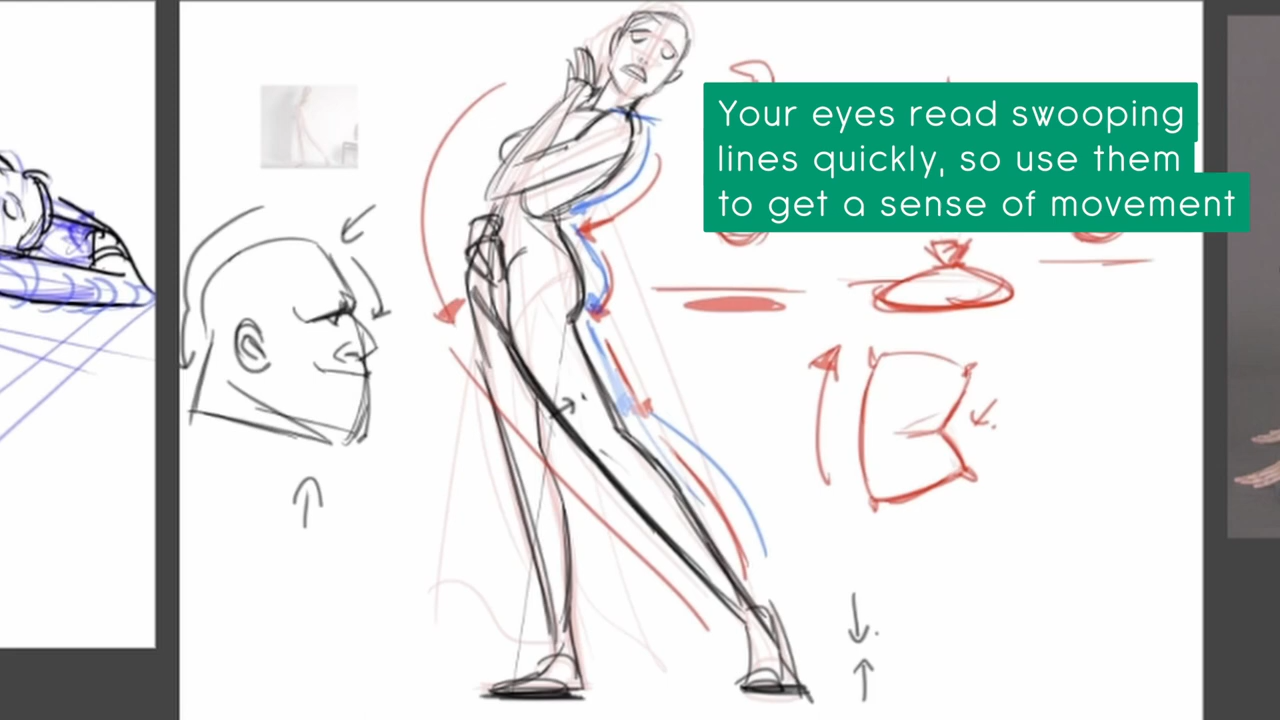 Your eyes read swooping
lines quickly, so use them
to get a sense of movement